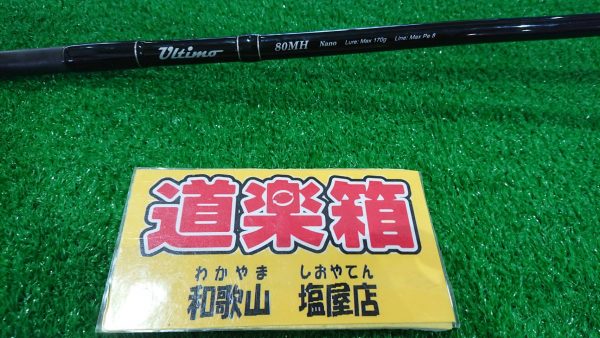 Ultimo 80MH Nano Lure: Max 170g Line: Max Pe 8
道楽箱
わかやま しおやてん
和歌山 塩屋店